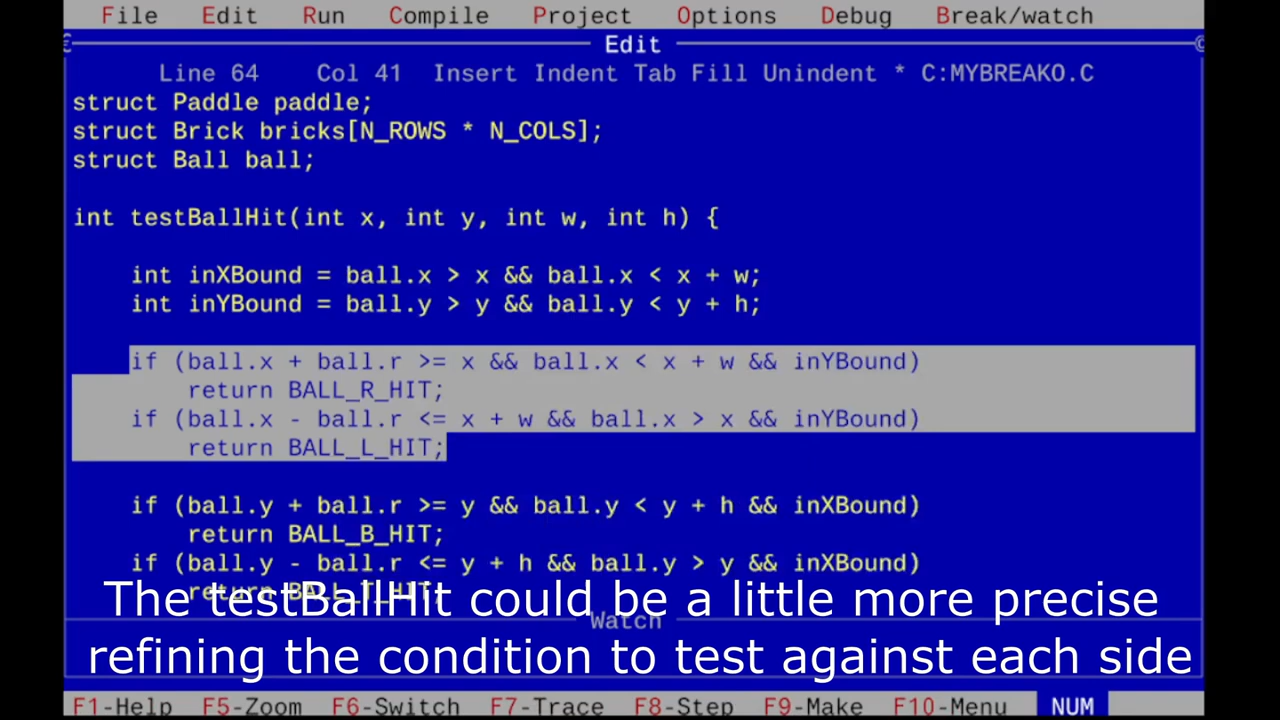 File Edit Run Compile Project Options Debug Break/watch
Edit
Line 64 Col 41 Insert Indent Tab Fill Unindent * C:MYBREAKO.C
struct Paddle paddle;
struct Brick bricks[N_ROWS * N_COLS];
struct Ball ball;
int testBallHit(int x, int y, int w, int h) {
int inXBound = ball.x > x && ball.x < x + w;
int inYBound = ball.y > y && ball.y < y + h;
if (ball.x + ball.r >= x && ball.x < x + w && inYBound)
return BALL_R_HIT;
if (ball.x - ball.r <= x + w && ball.x > x && inYBound)
return BALL_L_HIT;
if (ball.y + ball.r >= y && ball.y < y + h && inXBound)
return BALL_B_HIT;
if (ball.y - ball.r <= y + h && ball.y > y && inXBound)
return BALL_T_HIT;
The testBallHit could be a little more precise
Watch
refining the condition to test against each side
F1-Help F5-Zoom F6-Switch F7-Trace F8-Step F9-Make F10-Menu NUM